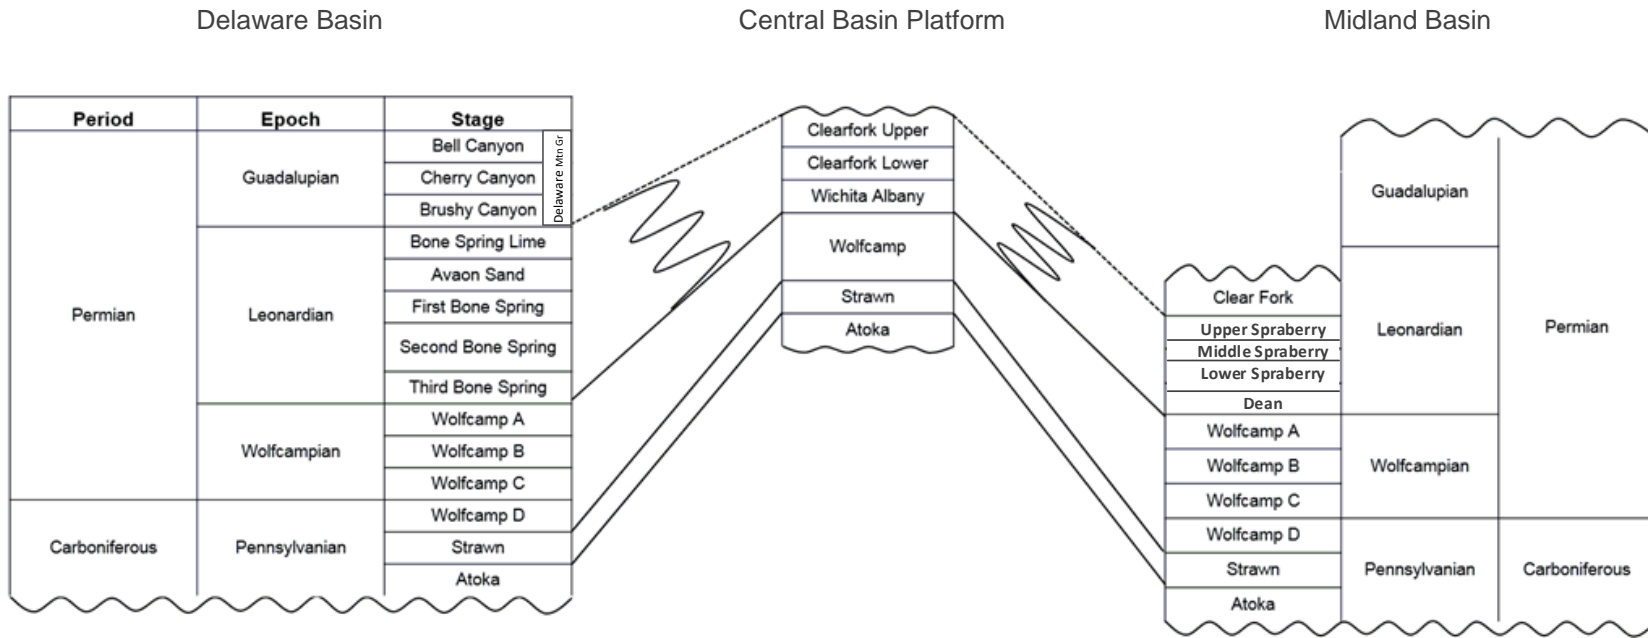 Delaware Basin
Central Basin Platform
Midland Basin
Period
Epoch
Stage
Permian
Carboniferous
Guadalupian
Leonardian
Wolfcampian
Pennsylvanian
Bell Canyon
Cherry Canyon
Brushy Canyon
Delaware Mtn Gr
Bone Spring Lime
Avaon Sand
First Bone Spring
Second Bone Spring
Third Bone Spring
Wolfcamp A
Wolfcamp B
Wolfcamp C
Wolfcamp D
Strawn
Atoka
Clearfork Upper
Clearfork Lower
Wichita Albany
Wolfcamp
Strawn
Atoka
Clear Fork
Upper Spraberry
Middle Spraberry
Lower Spraberry
Dean
Wolfcamp A
Wolfcamp B
Wolfcamp C
Wolfcamp D
Strawn
Atoka
Guadalupian
Leonardian
Wolfcampian
Pennsylvanian
Permian
Carboniferous